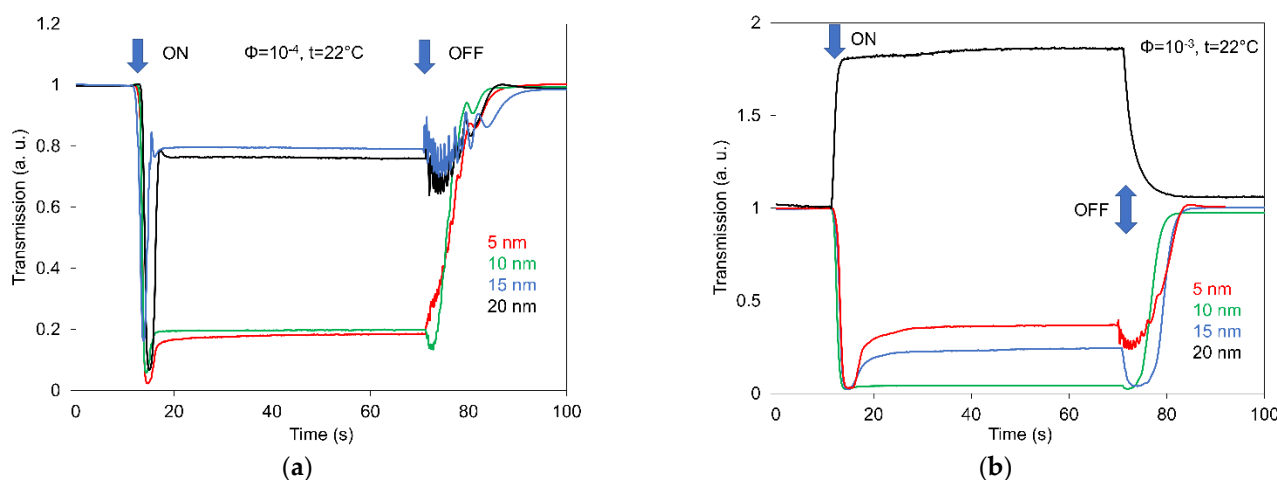 1.2
1
0.8
0.6
0.4
0.2
0
Transmission (a. u.)
ON
Φ=10⁻⁴, t=22°C
OFF
5 nm
10 nm
15 nm
20 nm
0 20 40 60 80 100
Time (s)
(a)
2
1.5
1
0.5
0
Transmission (a. u.)
ON
Φ=10⁻³, t=22°C
OFF
5 nm
10 nm
15 nm
20 nm
0 20 40 60 80 100
Time (s)
(b)